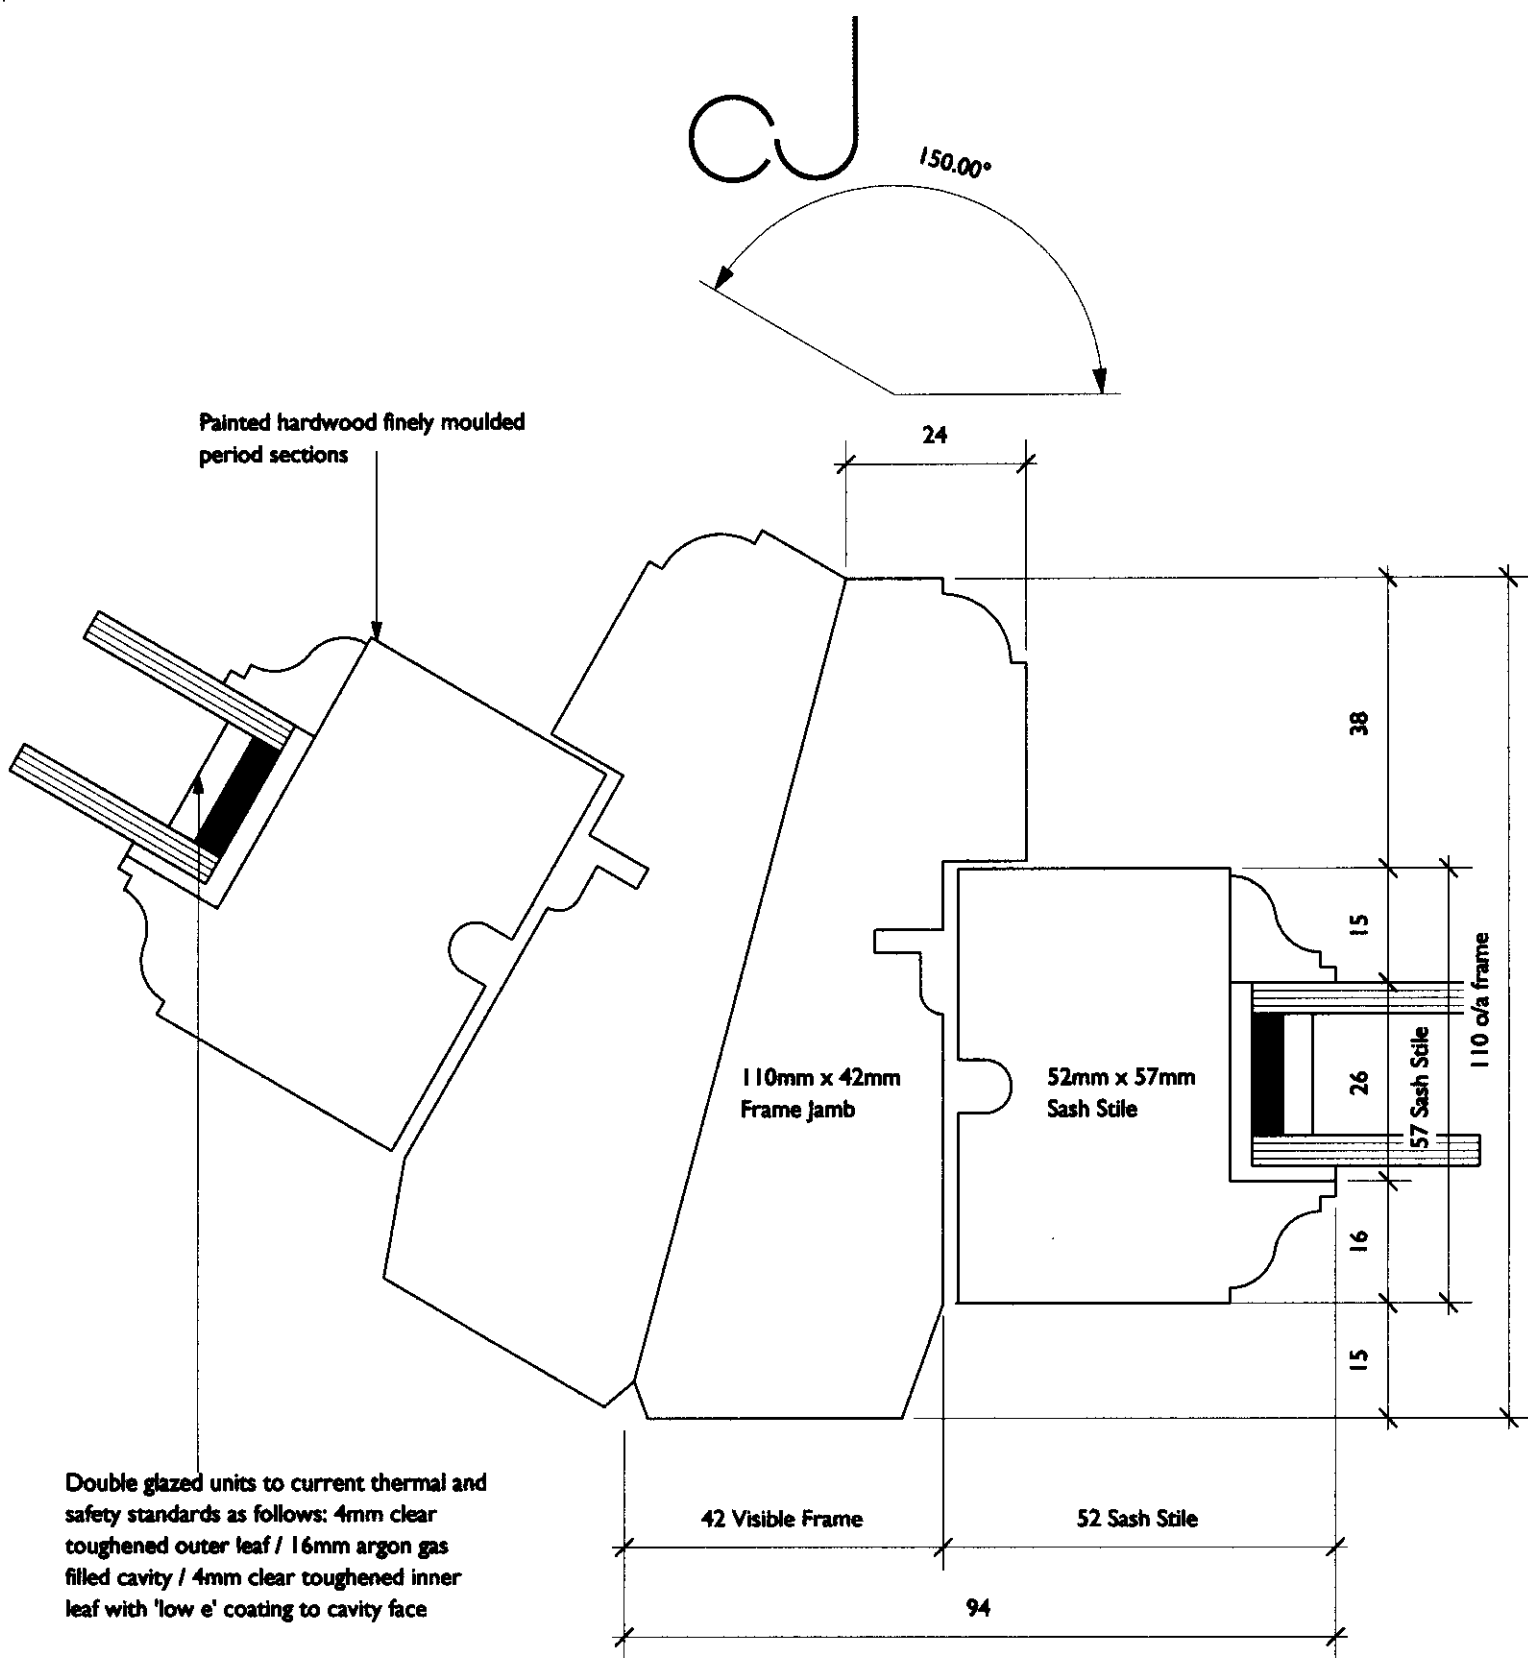 150.00°
Painted hardwood finely moulded
period sections
24
38
15
26
16
15
57 Sash Stile
110 o/a frame
110mm x 42mm
Frame Jamb
52mm x 57mm
Sash Stile
Double glazed units to current thermal and
safety standards as follows: 4mm clear
toughened outer leaf / 16mm argon gas
filled cavity / 4mm clear toughened inner
leaf with 'low e' coating to cavity face
42 Visible Frame
52 Sash Stile
94